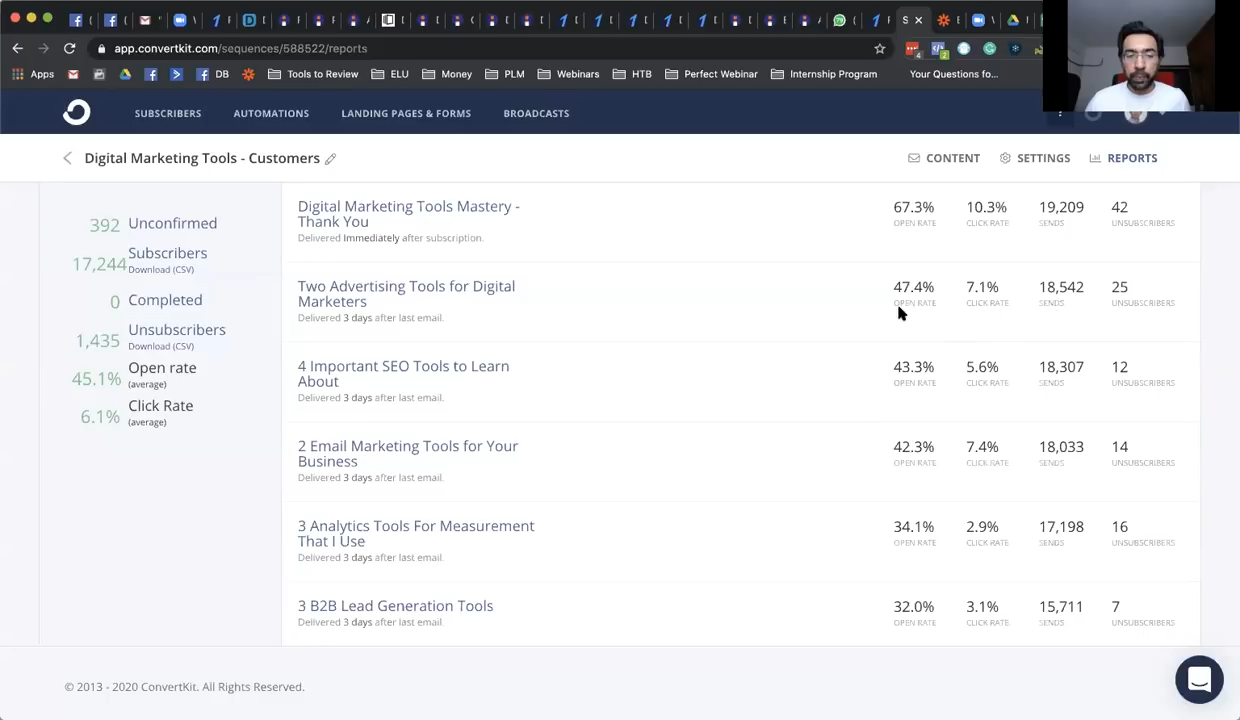 app.convertkit.com/sequences/588522/reports
Apps
DB
Tools to Review
ELU
Money
PLM
Webinars
HTB
Perfect Webinar
Internship Program
Your Questions fo...
SUBSCRIBERS
AUTOMATIONS
LANDING PAGES & FORMS
BROADCASTS
Digital Marketing Tools - Customers
CONTENT
SETTINGS
REPORTS
392 Unconfirmed
17,244 Subscribers
Download (CSV)
0 Completed
1,435 Unsubscribers
Download (CSV)
45.1% Open rate
(average)
6.1% Click Rate
(average)
Digital Marketing Tools Mastery -
Thank You
Delivered Immediately after subscription.
67.3% 10.3% 19,209 42
OPEN RATE CLICK RATE SENDS UNSUBSCRIBERS
Two Advertising Tools for Digital
Marketers
Delivered 3 days after last email.
47.4% 7.1% 18,542 25
OPEN RATE CLICK RATE SENDS UNSUBSCRIBERS
4 Important SEO Tools to Learn
About
Delivered 3 days after last email.
43.3% 5.6% 18,307 12
OPEN RATE CLICK RATE SENDS UNSUBSCRIBERS
2 Email Marketing Tools for Your
Business
Delivered 3 days after last email.
42.3% 7.4% 18,033 14
OPEN RATE CLICK RATE SENDS UNSUBSCRIBERS
3 Analytics Tools For Measurement
That I Use
Delivered 3 days after last email.
34.1% 2.9% 17,198 16
OPEN RATE CLICK RATE SENDS UNSUBSCRIBERS
3 B2B Lead Generation Tools
Delivered 3 days after last email.
32.0% 3.1% 15,711 7
OPEN RATE CLICK RATE SENDS UNSUBSCRIBERS
© 2013 - 2020 ConvertKit. All Rights Reserved.